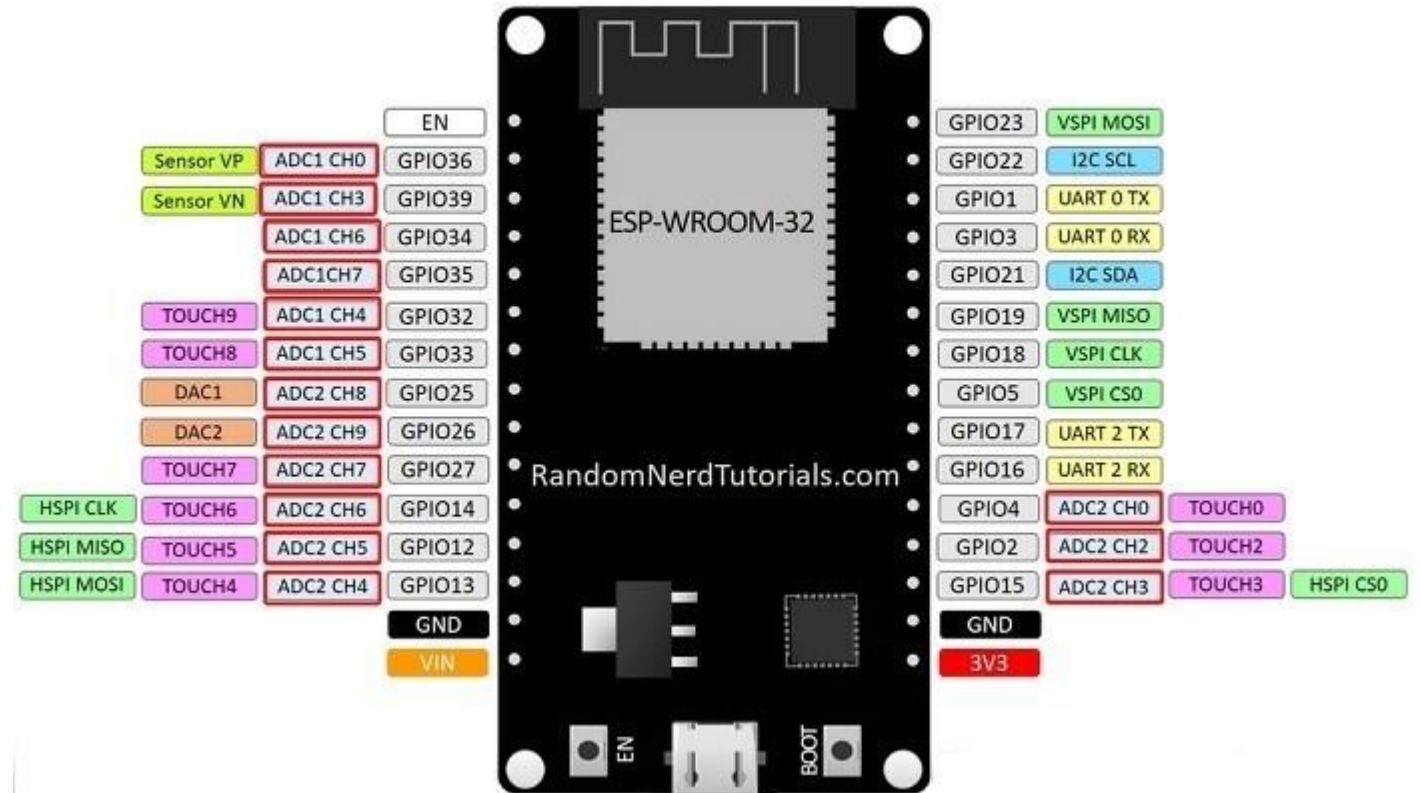 EN GPIO23 VSPI MOSI
Sensor VP ADC1 CH0 GPIO36 GPIO22 I2C SCL
Sensor VN ADC1 CH3 GPIO39 GPIO1 UART 0 TX
ADC1 CH6 GPIO34 ESP-WROOM-32 GPIO3 UART 0 RX
ADC1CH7 GPIO35 GPIO21 I2C SDA
TOUCH9 ADC1 CH4 GPIO32 GPIO19 VSPI MISO
TOUCH8 ADC1 CH5 GPIO33 GPIO18 VSPI CLK
DAC1 ADC2 CH8 GPIO25 GPIO5 VSPI CS0
DAC2 ADC2 CH9 GPIO26 GPIO17 UART 2 TX
TOUCH7 ADC2 CH7 GPIO27 RandomNerdTutorials.com GPIO16 UART 2 RX
HSPI CLK TOUCH6 ADC2 CH6 GPIO14 GPIO4 ADC2 CH0 TOUCH0
HSPI MISO TOUCH5 ADC2 CH5 GPIO12 GPIO2 ADC2 CH2 TOUCH2
HSPI MOSI TOUCH4 ADC2 CH4 GPIO13 GPIO15 ADC2 CH3 TOUCH3 HSPI CS0
GND GND
VIN 3V3
EN BOOT